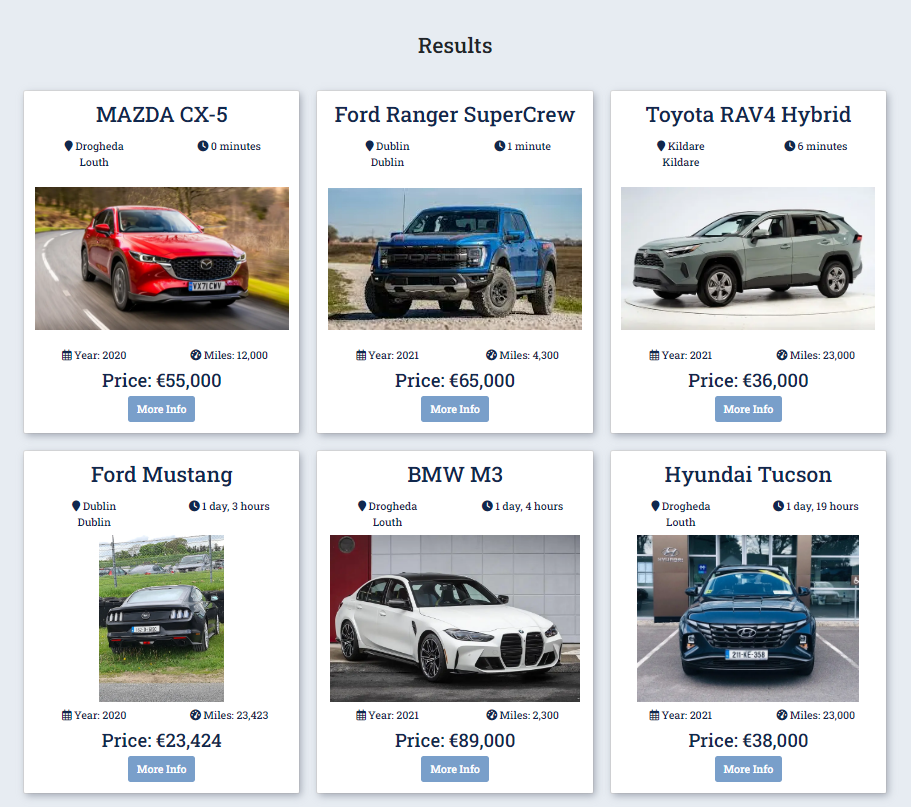 Results
MAZDA CX-5
Drogheda
Louth
0 minutes
VX71 CWV
Year: 2020
Miles: 12,000
Price: €55,000
More Info
Ford Ranger SuperCrew
Dublin
Dublin
1 minute
FORD
Year: 2021
Miles: 4,300
Price: €65,000
More Info
Toyota RAV4 Hybrid
Kildare
Kildare
6 minutes
Year: 2021
Miles: 23,000
Price: €36,000
More Info
Ford Mustang
Dublin
Dublin
1 day, 3 hours
Year: 2020
Miles: 23,423
Price: €23,424
More Info
BMW M3
Drogheda
Louth
1 day, 4 hours
Year: 2021
Miles: 2,300
Price: €89,000
More Info
Hyundai Tucson
Drogheda
Louth
1 day, 19 hours
211-KE-358
Year: 2021
Miles: 23,000
Price: €38,000
More Info